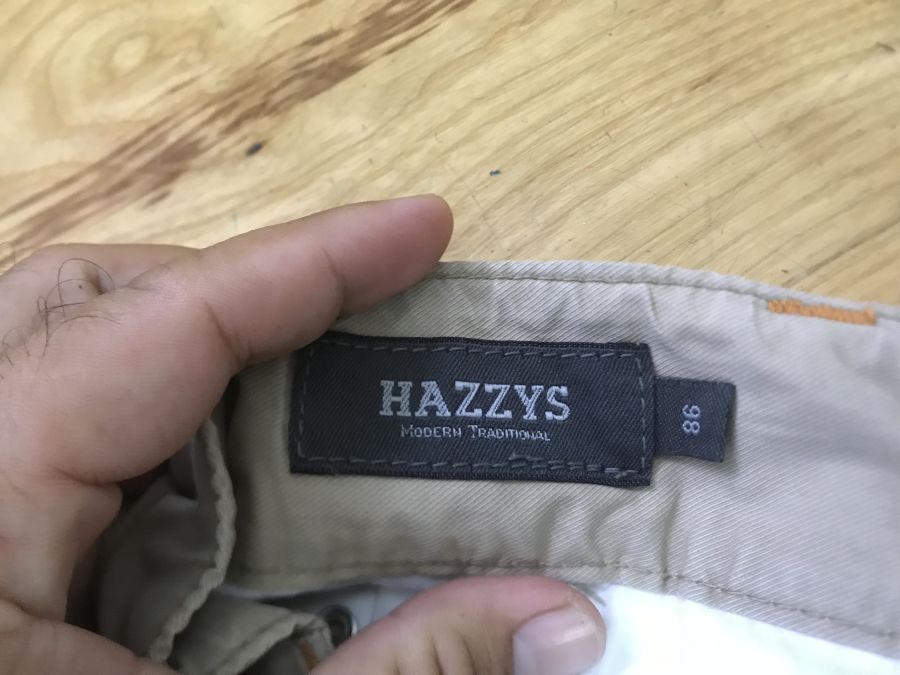 HAZZYS
MODERN TRADITIONAL
86